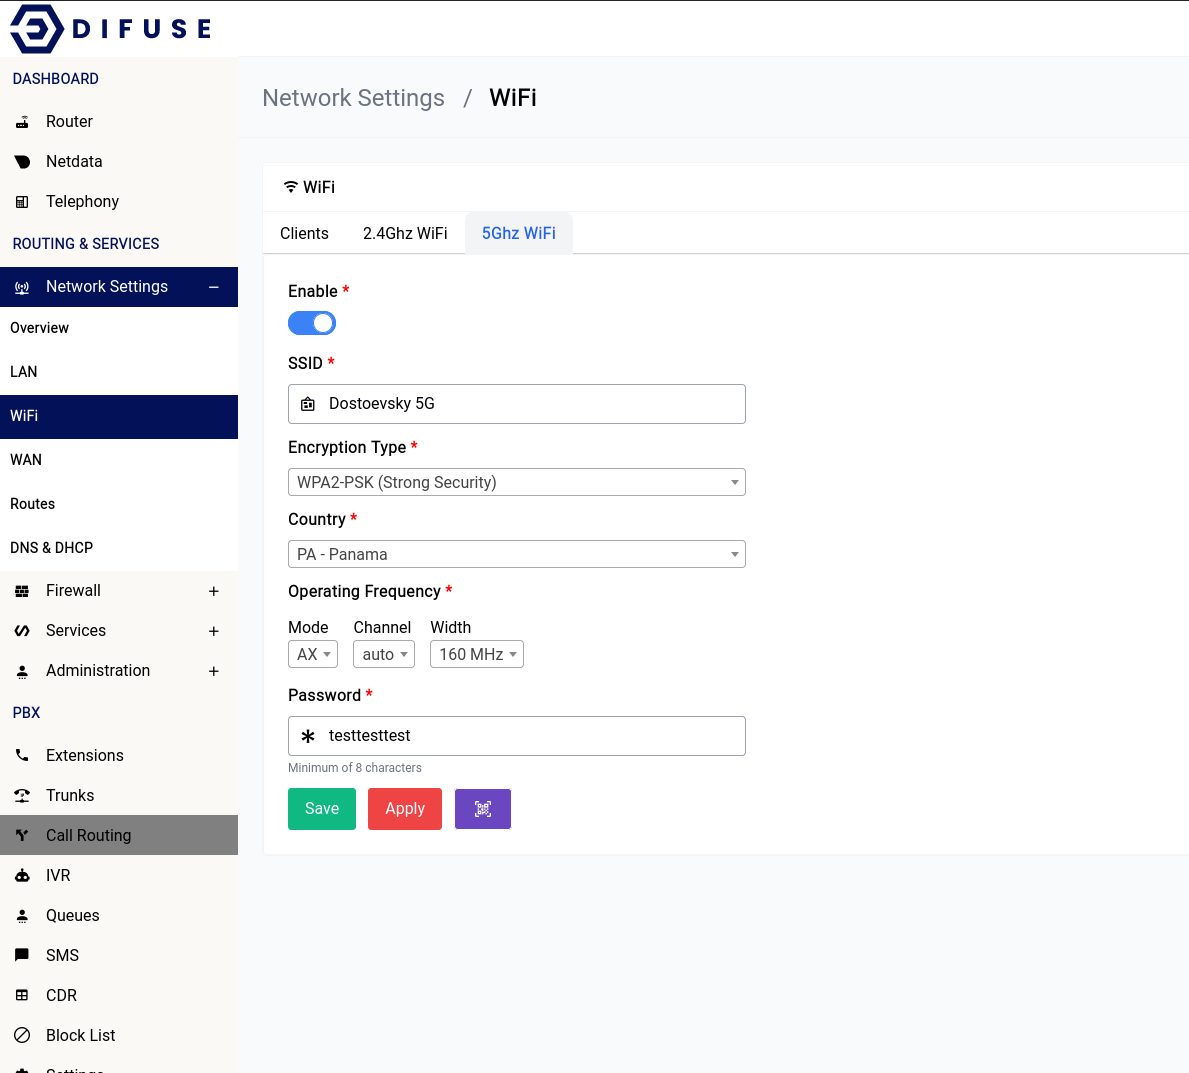 DIFUSE
DASHBOARD
Router
Netdata
Telephony
ROUTING & SERVICES
Network Settings
Overview
LAN
WiFi
WAN
Routes
DNS & DHCP
Firewall
Services
Administration
PBX
Extensions
Trunks
Call Routing
IVR
Queues
SMS
CDR
Block List
Settings
Network Settings / WiFi
WiFi
Clients 2.4Ghz WiFi 5Ghz WiFi
Enable *
SSID *
Dostoevsky 5G
Encryption Type *
WPA2-PSK (Strong Security)
Country *
PA - Panama
Operating Frequency *
Mode Channel Width
AX auto 160 MHz
Password *
testtesttest
Minimum of 8 characters
Save Apply